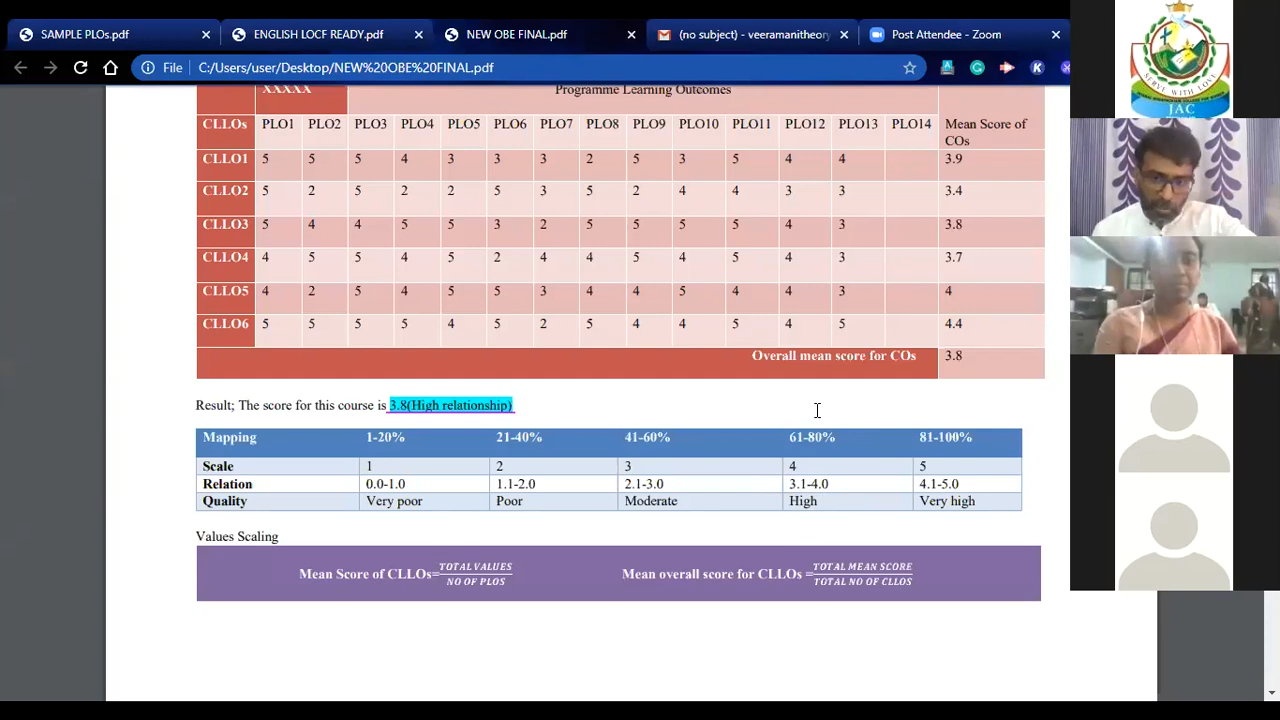 SAMPLE PLOs.pdf
ENGLISH LOCF READY.pdf
NEW OBE FINAL.pdf
(no subject) - veeramanitheory
Post Attendee - Zoom
File C:/Users/user/Desktop/NEW%20OBE%20FINAL.pdf
XXXXX Programme Learning Outcomes
CLLOs PLO1 PLO2 PLO3 PLO4 PLO5 PLO6 PLO7 PLO8 PLO9 PLO10 PLO11 PLO12 PLO13 PLO14 Mean Score of
COs
CLLO1 5 5 5 4 3 3 3 2 5 3 5 4 4 3.9
CLLO2 5 2 5 2 2 5 3 5 2 4 4 3 3 3.4
CLLO3 5 4 4 5 5 3 2 5 5 5 5 4 3 3.8
CLLO4 4 5 5 4 5 2 4 4 5 4 5 4 3 3.7
CLLO5 4 2 5 4 5 5 3 4 4 5 4 4 3 4
CLLO6 5 5 5 5 4 5 2 5 4 4 5 4 5 4.4
Overall mean score for COs 3.8
Result; The score for this course is 3.8(High relationship)
Mapping 1-20% 21-40% 41-60% 61-80% 81-100%
Scale 1 2 3 4 5
Relation 0.0-1.0 1.1-2.0 2.1-3.0 3.1-4.0 4.1-5.0
Quality Very poor Poor Moderate High Very high
Values Scaling
Mean Score of CLLOs=TOTAL VALUES
NO OF PLOS
Mean overall score for CLLOs =TOTAL MEAN SCORE
TOTAL NO OF CLLOS
SERVE WITH LOVE
JAC